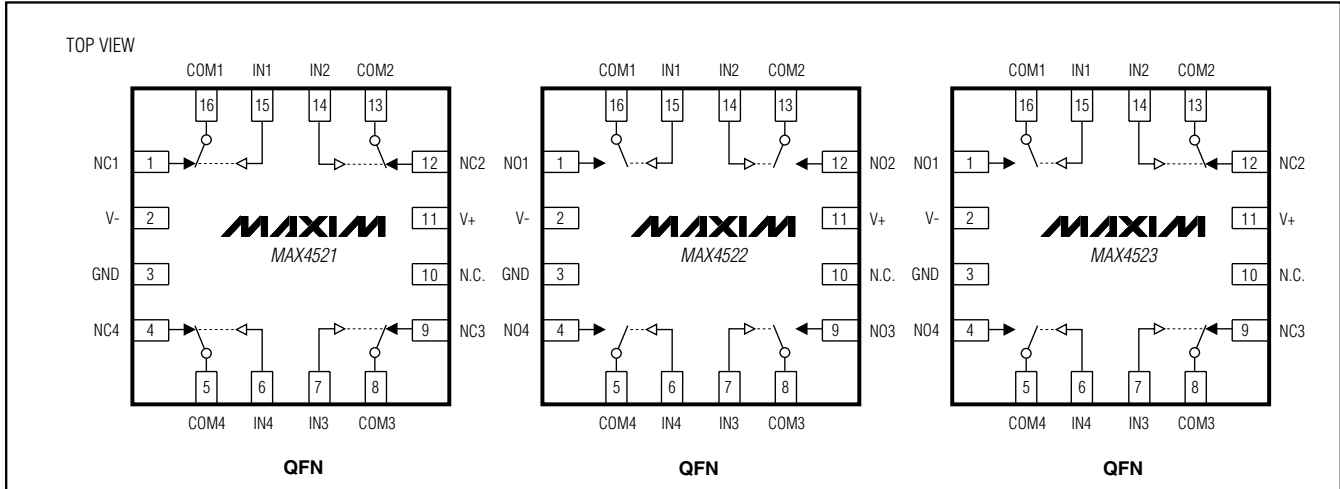 TOP VIEW
COM1 IN1 IN2 COM2 COM1 IN1 IN2 COM2 COM1 IN1 IN2 COM2
16 15 14 13 16 15 14 13 16 15 14 13
NC1 1 12 NC2 NO1 1 12 NO2 NO1 1 12 NC2
V- 2 11 V+ V- 2 11 V+ V- 2 11 V+
MAXIM MAXIM MAXIM
MAX4521 MAX4522 MAX4523
GND 3 10 N.C. GND 3 10 N.C. GND 3 10 N.C.
NC4 4 9 NC3 NO4 4 9 NO3 NO4 4 9 NC3
5 6 7 8 5 6 7 8 5 6 7 8
COM4 IN4 IN3 COM3 COM4 IN4 IN3 COM3 COM4 IN4 IN3 COM3
QFN QFN QFN